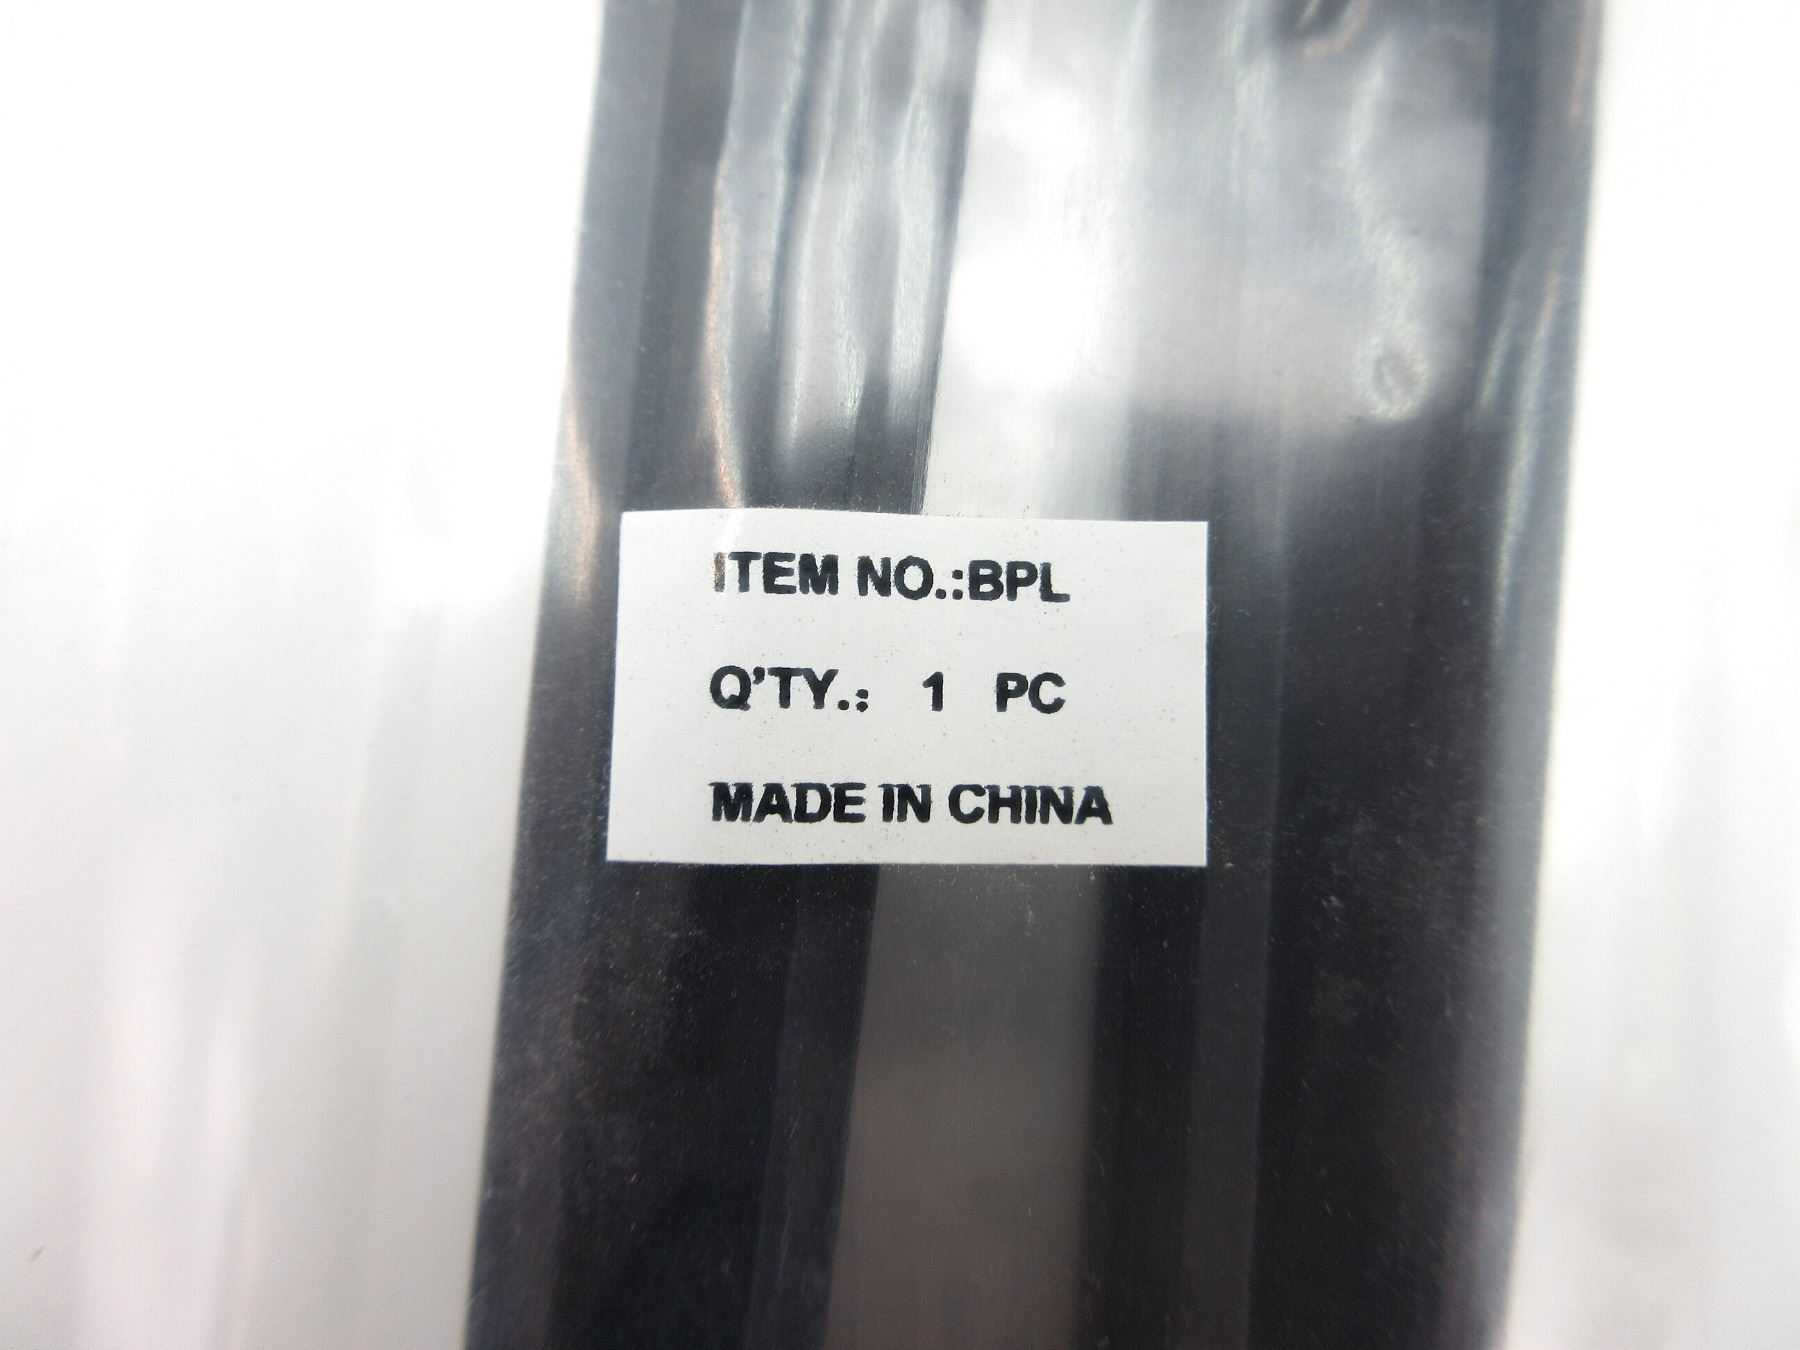 ITEM NO.:BPL
Q'TY.: 1 PC
MADE IN CHINA